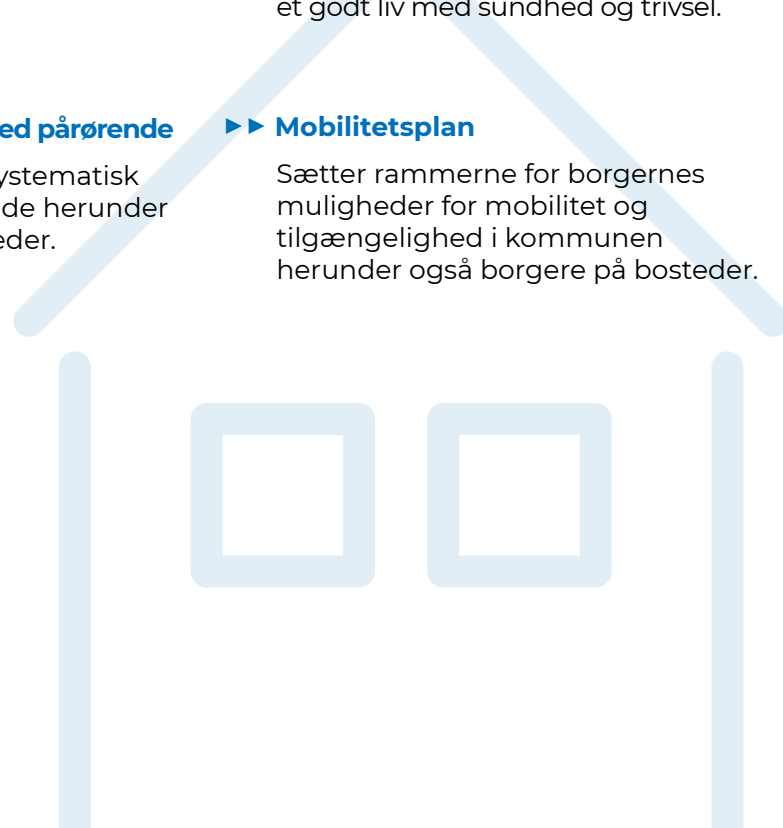 et godt liv med sundhed og trivsel.
ed pårørende
ystematisk
de herunder
eder.
►► Mobilitetsplan
Sætter rammerne for borgernes
muligheder for mobilitet og
tilgængelighed i kommunen
herunder også borgere på bosteder.